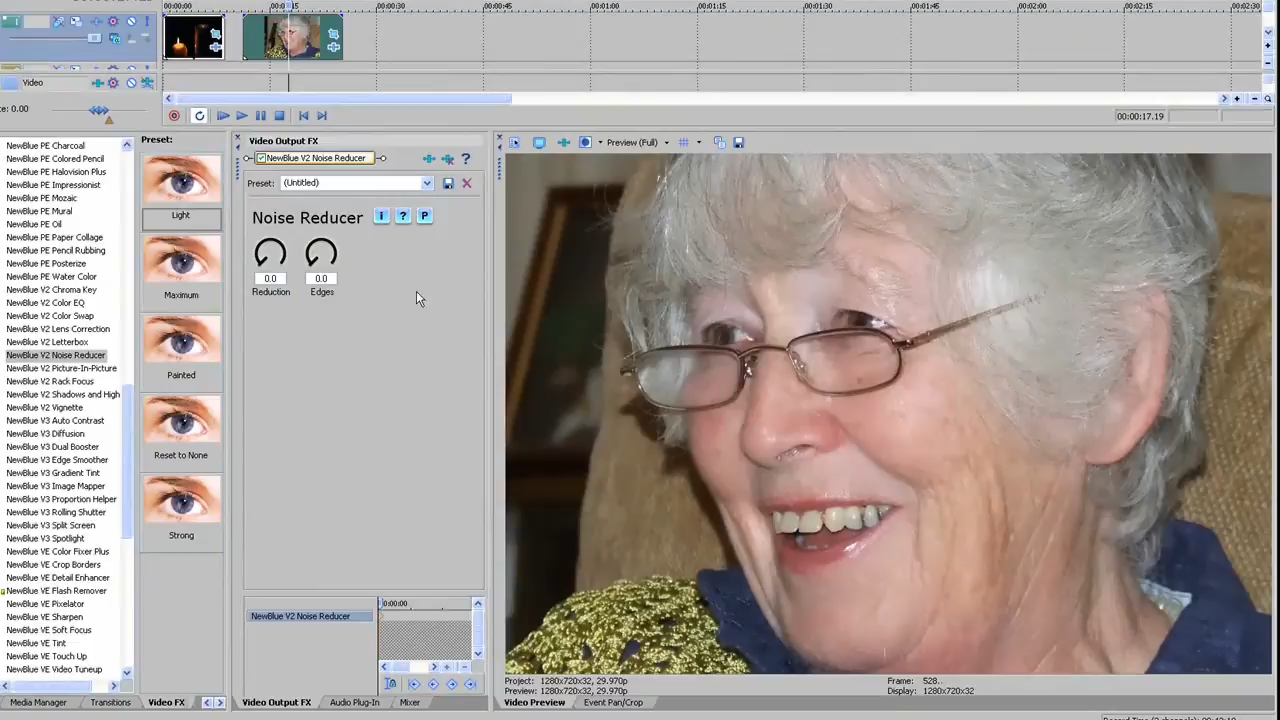 00:00:00
00:00:30
00:00:45
00:01:00
00:01:15
00:01:30
00:01:45
00:02:00
00:02:15
00:02:30
Video
te: 0.00
00:00:17.19
NewBlue PE Charcoal
NewBlue PE Colored Pencil
NewBlue PE Halovision Plus
NewBlue PE Impressionist
NewBlue PE Mozaic
NewBlue PE Mural
NewBlue PE Oil
NewBlue PE Paper Collage
NewBlue PE Pencil Rubbing
NewBlue PE Posterize
NewBlue PE Water Color
NewBlue V2 Chroma Key
NewBlue V2 Color EQ
NewBlue V2 Color Swap
NewBlue V2 Lens Correction
NewBlue V2 Letterbox
NewBlue V2 Noise Reducer
NewBlue V2 Picture-In-Picture
NewBlue V2 Rack Focus
NewBlue V2 Shadows and High
NewBlue V2 Vignette
NewBlue V3 Auto Contrast
NewBlue V3 Diffusion
NewBlue V3 Dual Booster
NewBlue V3 Edge Smoother
NewBlue V3 Gradient Tint
NewBlue V3 Image Mapper
NewBlue V3 Proportion Helper
NewBlue V3 Rolling Shutter
NewBlue V3 Split Screen
NewBlue V3 Spotlight
NewBlue VE Color Fixer Plus
NewBlue VE Crop Borders
NewBlue VE Detail Enhancer
NewBlue VE Flash Remover
NewBlue VE Pixelator
NewBlue VE Sharpen
NewBlue VE Soft Focus
NewBlue VE Tint
NewBlue VE Touch Up
NewBlue VE Video Tuneup
Media Manager Transitions Video FX
Preset:
Light
Maximum
Painted
Reset to None
Strong
Video Output FX
NewBlue V2 Noise Reducer
Preset: (Untitled)
Noise Reducer i ? P
0.0 0.0
Reduction Edges
0:00:00
NewBlue V2 Noise Reducer
Video Output FX Audio Plug-In Mixer
Preview (Full)
Project: 1280x720x32, 29.970p
Preview: 1280x720x32, 29.970p
Frame: 528
Display: 1280x720x32
Video Preview Event Pan/Crop